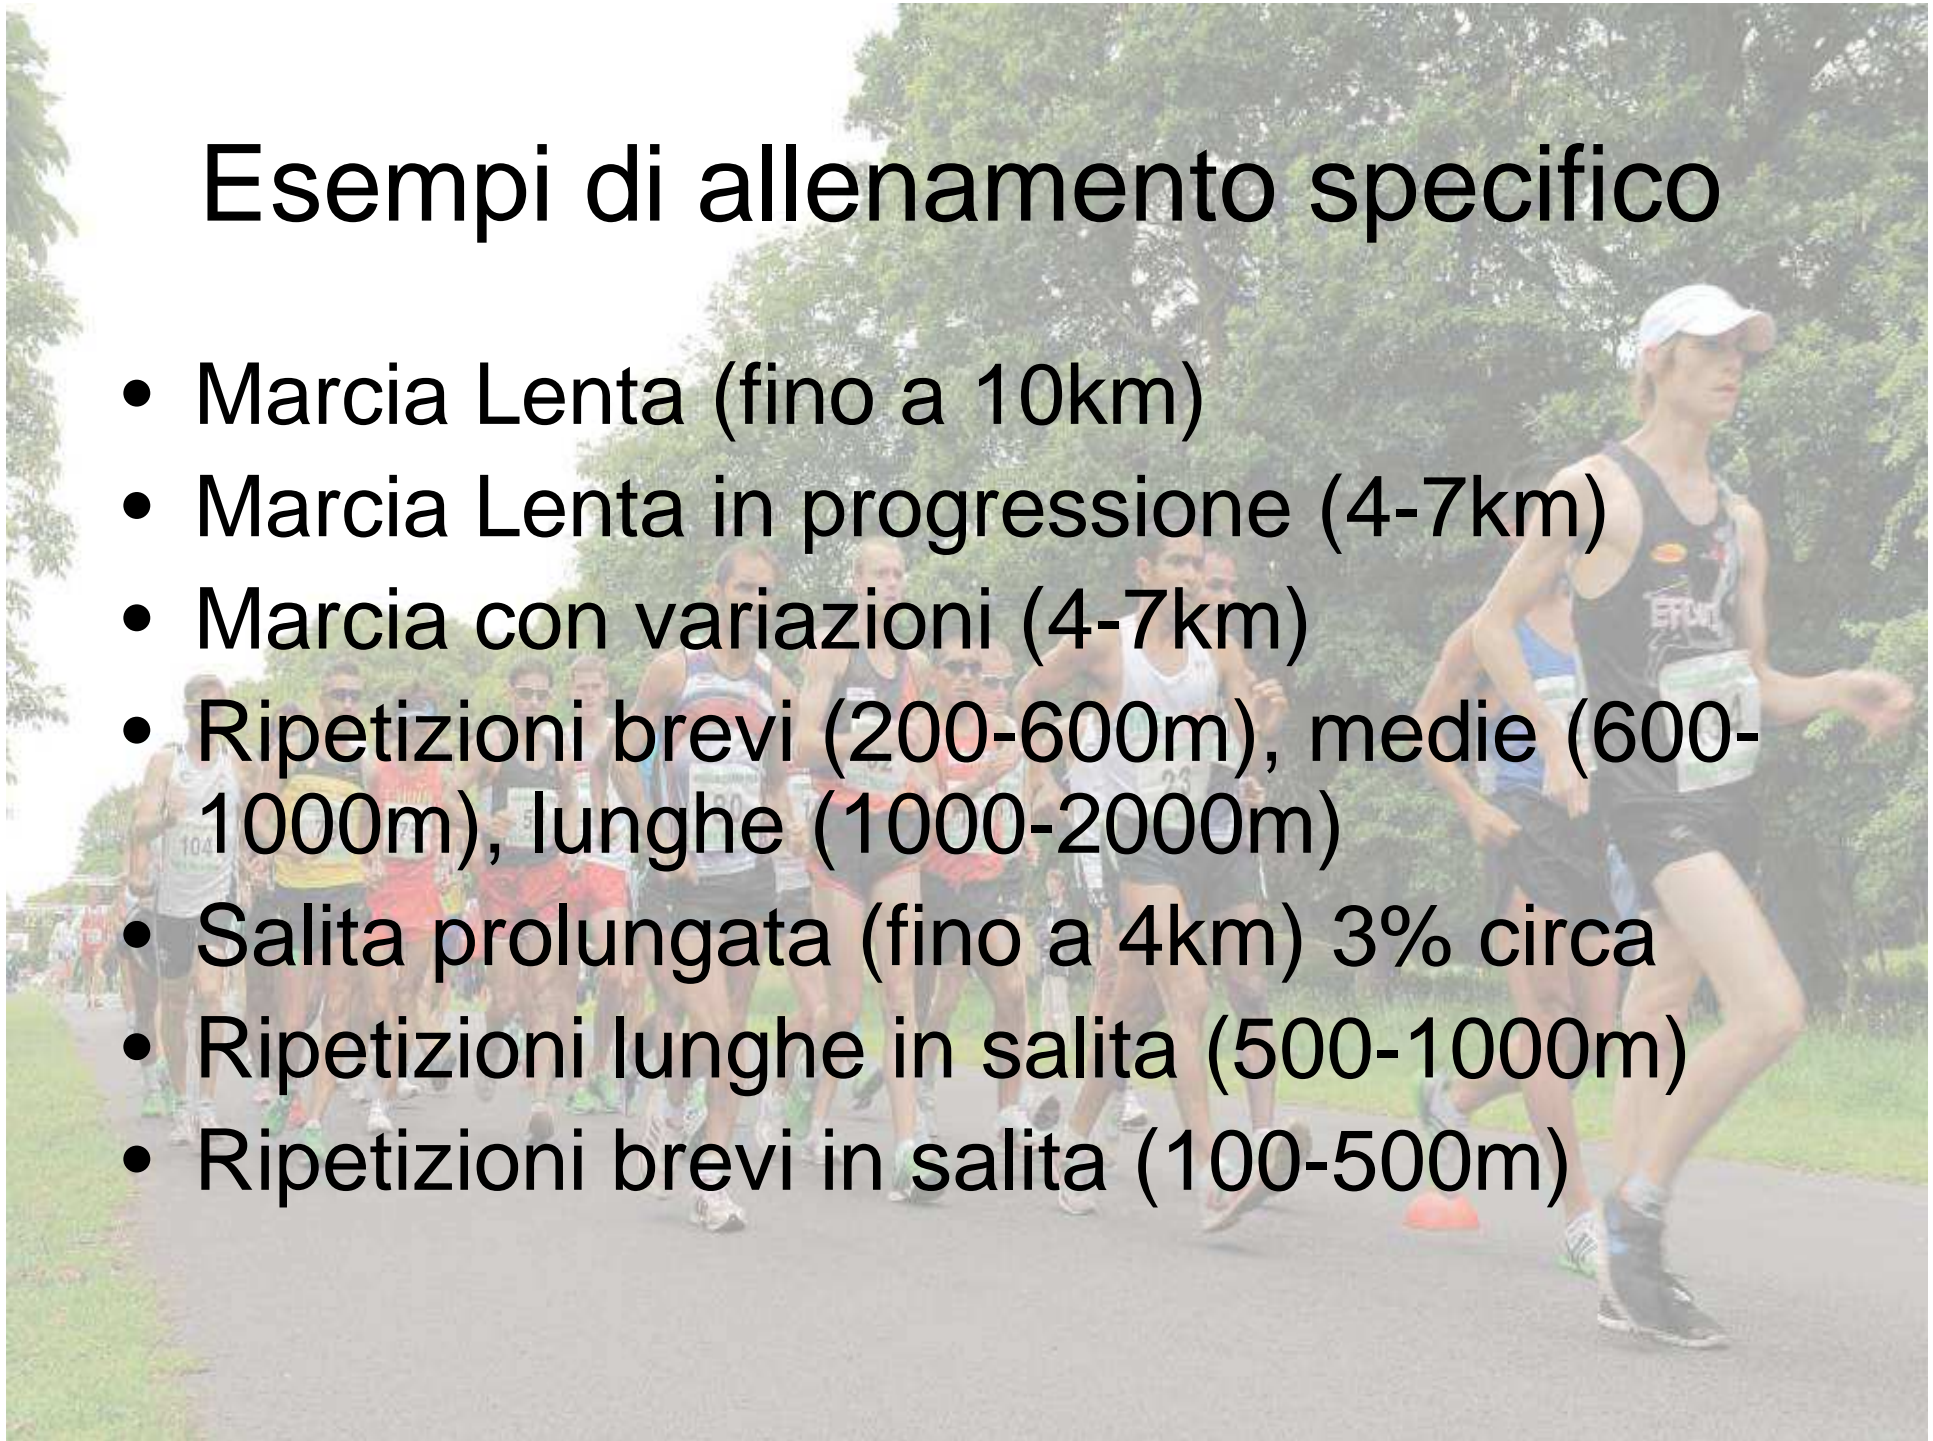 Esempi di allenamento specifico
• Marcia Lenta (fino a 10km)
• Marcia Lenta in progressione (4-7km)
• Marcia con variazioni (4-7km)
• Ripetizioni brevi (200-600m), medie (600-
1000m), lunghe (1000-2000m)
• Salita prolungata (fino a 4km) 3% circa
• Ripetizioni lunghe in salita (500-1000m)
• Ripetizioni brevi in salita (100-500m)
104
23